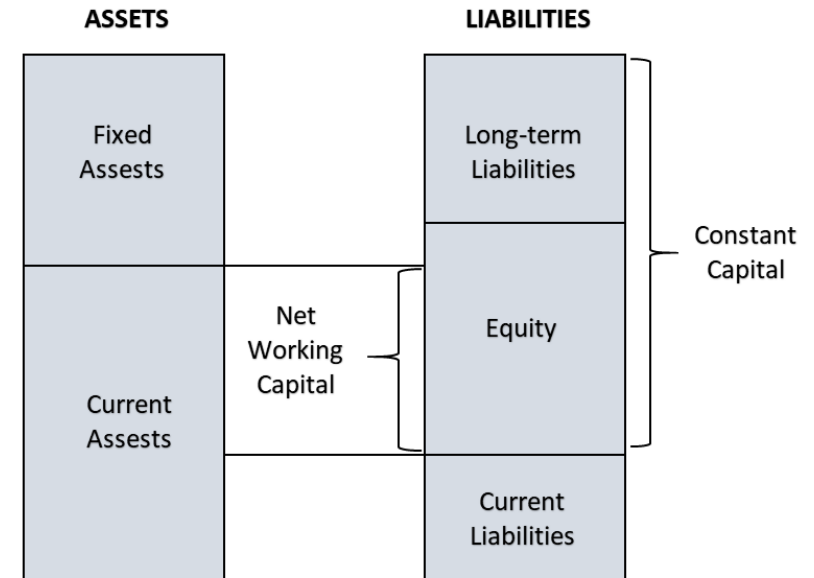 ASSETS
LIABILITIES
Fixed
Assests
Long-term
Liabilities
Constant
Capital
Net
Working
Capital
Equity
Current
Assests
Current
Liabilities